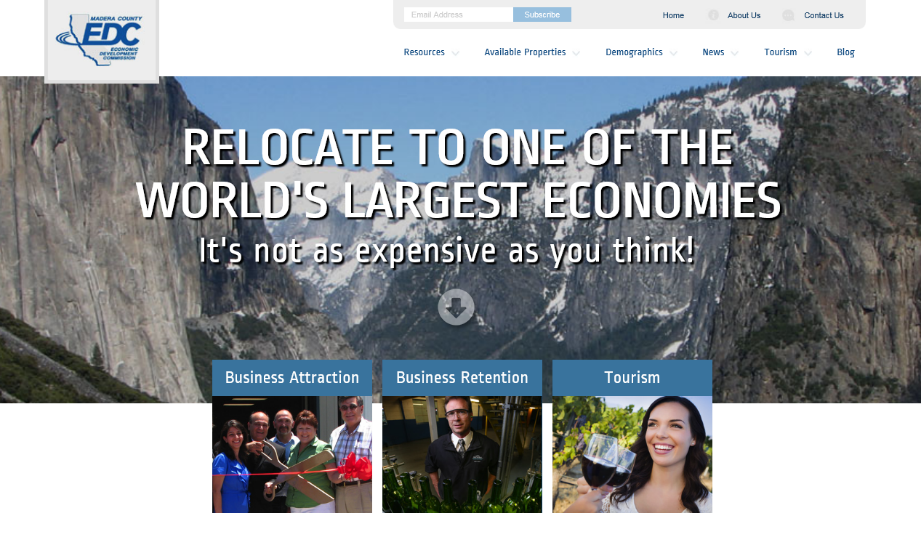 MADERA COUNTY
EDC
ECONOMIC
DEVELOPMENT
COMMISSION
Email Address
Subscribe
Home
About Us
Contact Us
Resources
Available Properties
Demographics
News
Tourism
Blog
RELOCATE TO ONE OF THE
WORLD'S LARGEST ECONOMIES
It's not as expensive as you think!
Business Attraction
Business Retention
Tourism